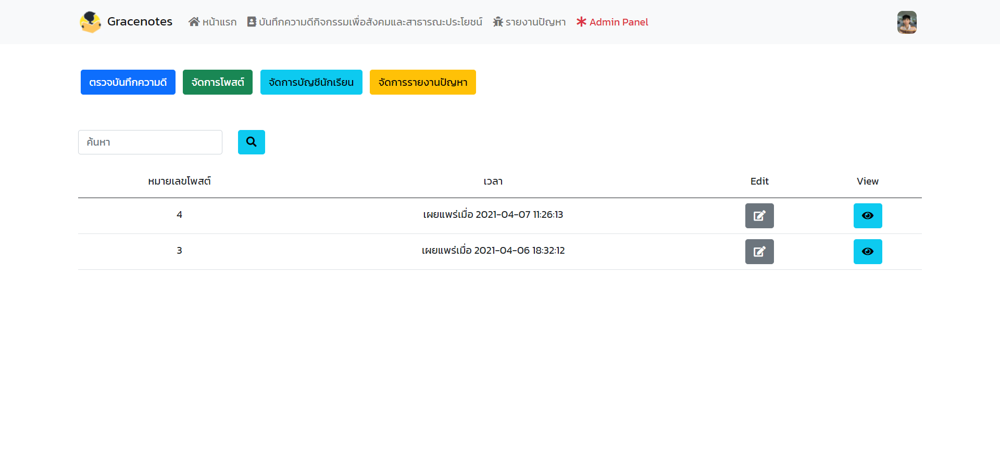 Gracenotes หน้าแรก บันทึกความดีกิจกรรมเพื่อสังคมและสาธารณะประโยชน์ รายงานปัญหา Admin Panel
ตรวจบันทึกความดี จัดการโพสต์ จัดการบัญชีนักเรียน จัดการรายงานปัญหา
ค้นหา
หมายเลขโพสต์ เวลา Edit View
4 เผยแพร่เมื่อ 2021-04-07 11:26:13
3 เผยแพร่เมื่อ 2021-04-06 18:32:12